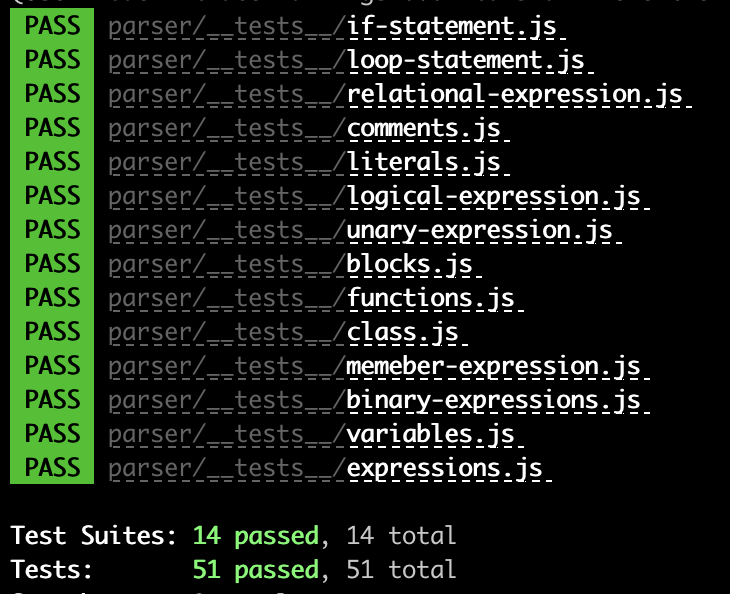 PASS parser/__tests__/if-statement.js
PASS parser/__tests__/loop-statement.js
PASS parser/__tests__/relational-expression.js
PASS parser/__tests__/comments.js
PASS parser/__tests__/literals.js
PASS parser/__tests__/logical-expression.js
PASS parser/__tests__/unary-expression.js
PASS parser/__tests__/blocks.js
PASS parser/__tests__/functions.js
PASS parser/__tests__/class.js
PASS parser/__tests__/memeber-expression.js
PASS parser/__tests__/binary-expressions.js
PASS parser/__tests__/variables.js
PASS parser/__tests__/expressions.js
Test Suites: 14 passed, 14 total
Tests: 51 passed, 51 total